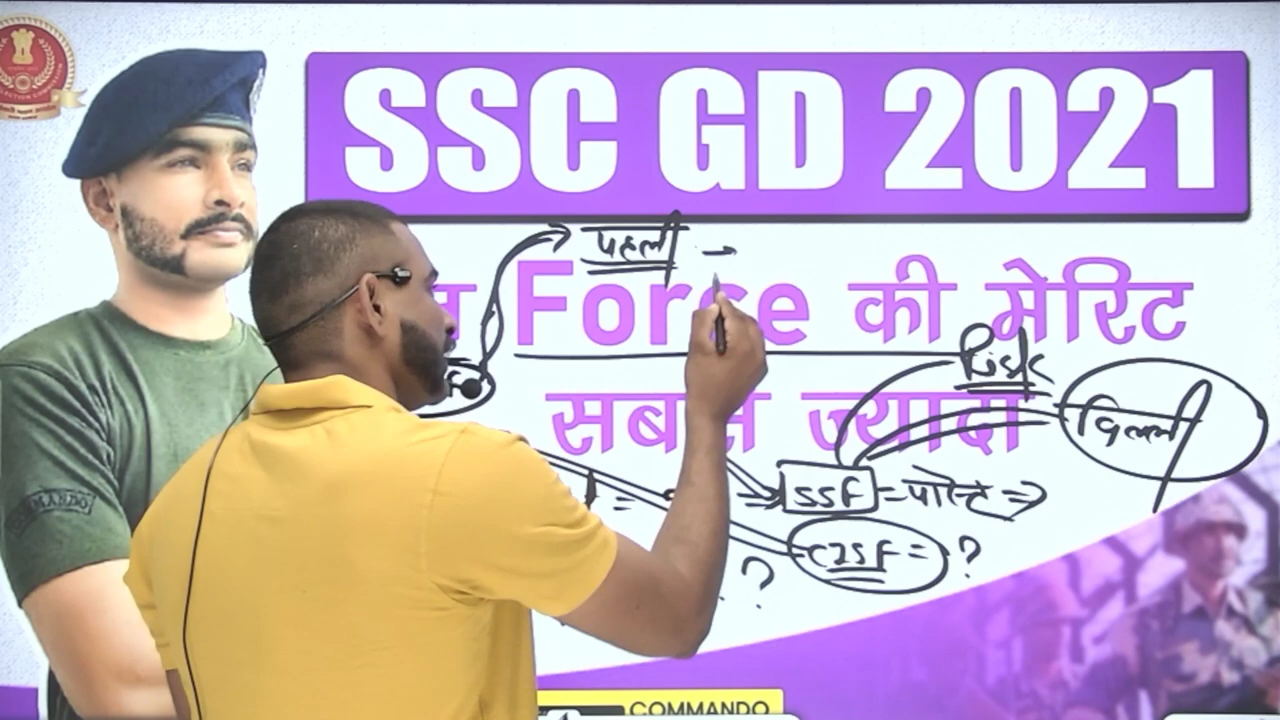 SSC GD 2021
पहली →
Force की मेरिट
Risk
सबसे ज्यादा
दिल्ली
SSF = पोस्ट ⇒
CISF = ?
?
COMMANDO